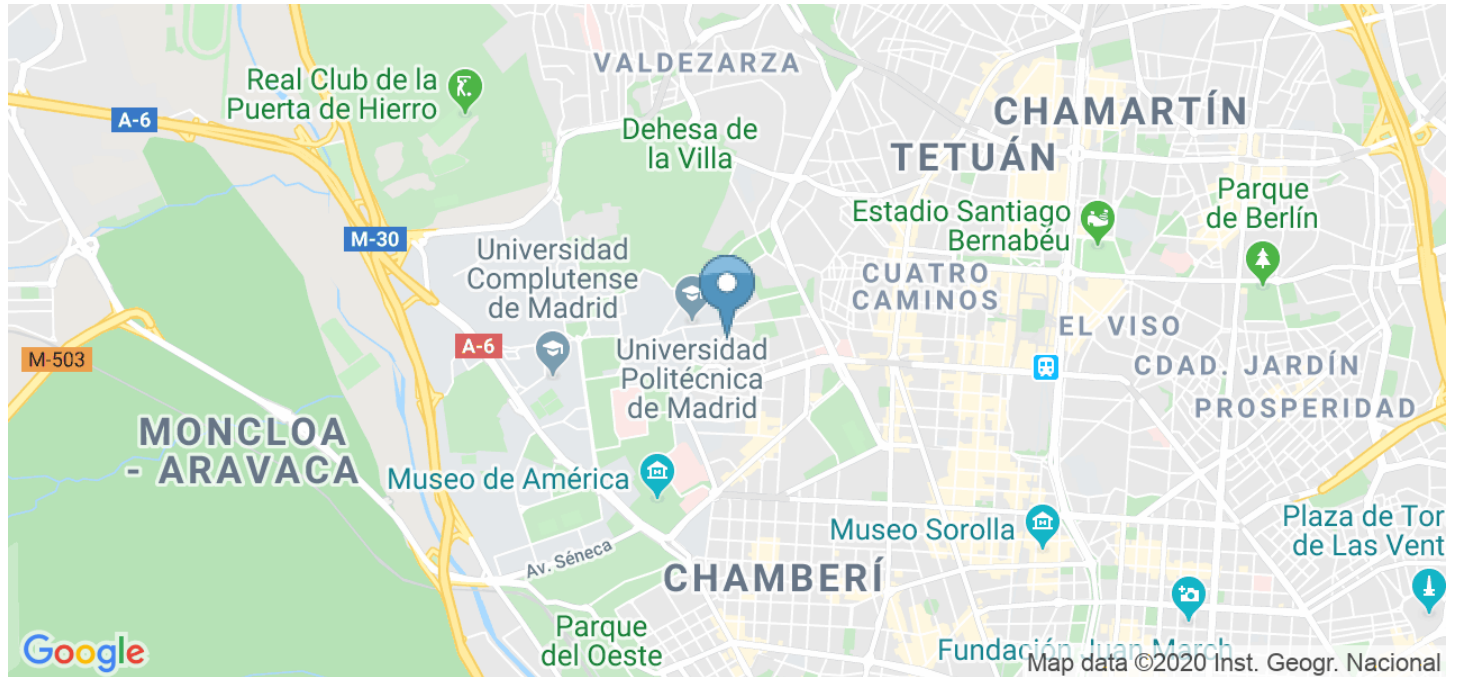 VALDEZARZA
Real Club de la
Puerta de Hierro
A-6
CHAMARTÍN
Dehesa de
la Villa
TETUÁN
Parque
de Berlín
Estadio Santiago
Bernabéu
M-30
Universidad
Complutense
de Madrid
CUATRO
CAMINOS
EL VISO
A-6
M-503
Universidad
Politécnica
de Madrid
CDAD. JARDÍN
PROSPERIDAD
MONCLOA
- ARAVACA
Museo de América
Museo Sorolla
Plaza de Tor
de Las Vent
Av. Séneca
CHAMBERÍ
Parque
del Oeste
Fundación Juan March
Google
Map data ©2020 Inst. Geogr. Nacional